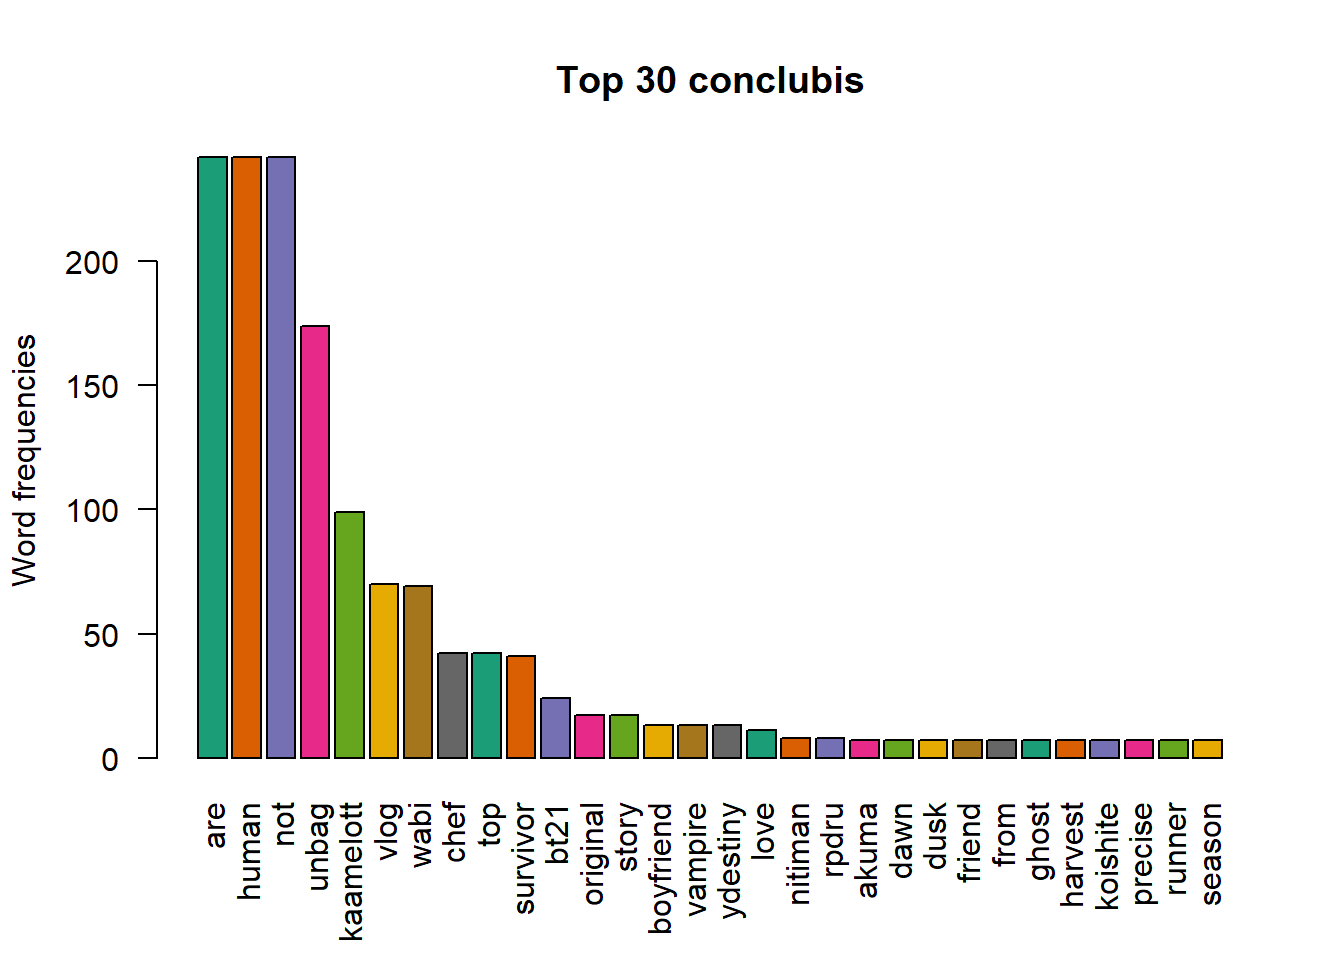 Top 30 conclubis
Word frequencies
200
150
100
50
0
are
human
not
unbag
kaamelott
vlog
wabi
chef
top
survivor
bt21
original
story
boyfriend
vampire
ydestiny
love
nitiman
rpdru
akuma
dawn
dusk
friend
from
ghost
harvest
koishite
precise
runner
season